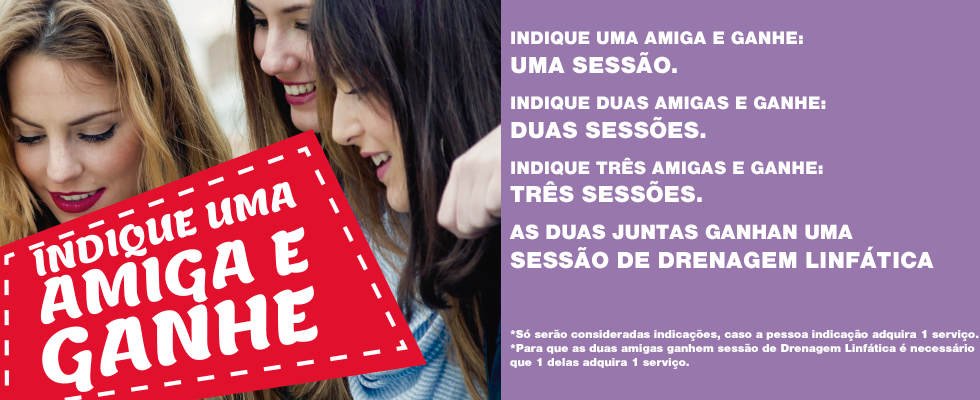 INDIQUE UMA
AMIGA E
GANHE
INDIQUE UMA AMIGA E GANHE:
UMA SESSÃO.
INDIQUE DUAS AMIGAS E GANHE:
DUAS SESSÕES.
INDIQUE TRÊS AMIGAS E GANHE:
TRÊS SESSÕES.
AS DUAS JUNTAS GANHAN UMA
SESSÃO DE DRENAGEM LINFÁTICA
*Só serão consideradas indicações, caso a pessoa indicação adquira 1 serviço.
*Para que as duas amigas ganhem sessão de Drenagem Linfática é necessário
que 1 delas adquira 1 serviço.